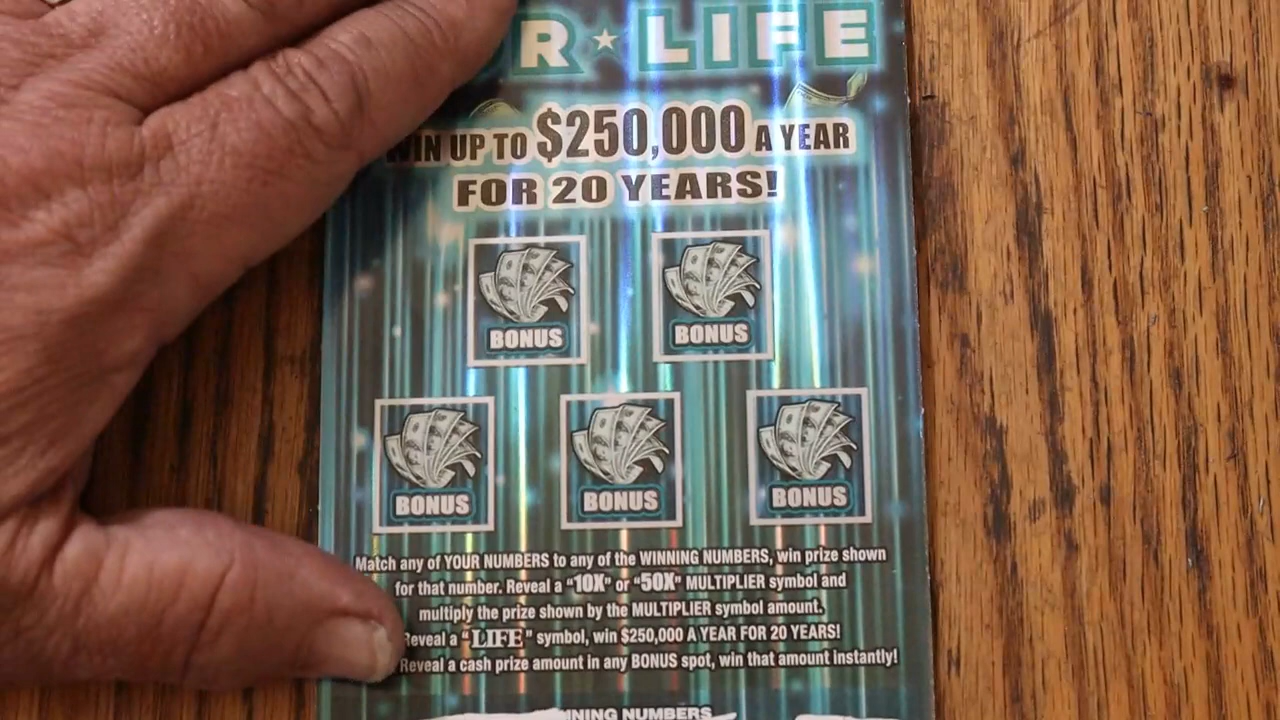 R ★ LIFE
WIN UP TO $250,000 A YEAR
FOR 20 YEARS!
BONUS BONUS
BONUS BONUS BONUS
Match any of YOUR NUMBERS to any of the WINNING NUMBERS, win prize shown
for that number. Reveal a “10X” or “50X” MULTIPLIER symbol and
multiply the prize shown by the MULTIPLIER symbol amount.
Reveal a “LIFE” symbol, win $250,000 A YEAR FOR 20 YEARS!
Reveal a cash prize amount in any BONUS spot, win that amount instantly!
NING NUMBERS